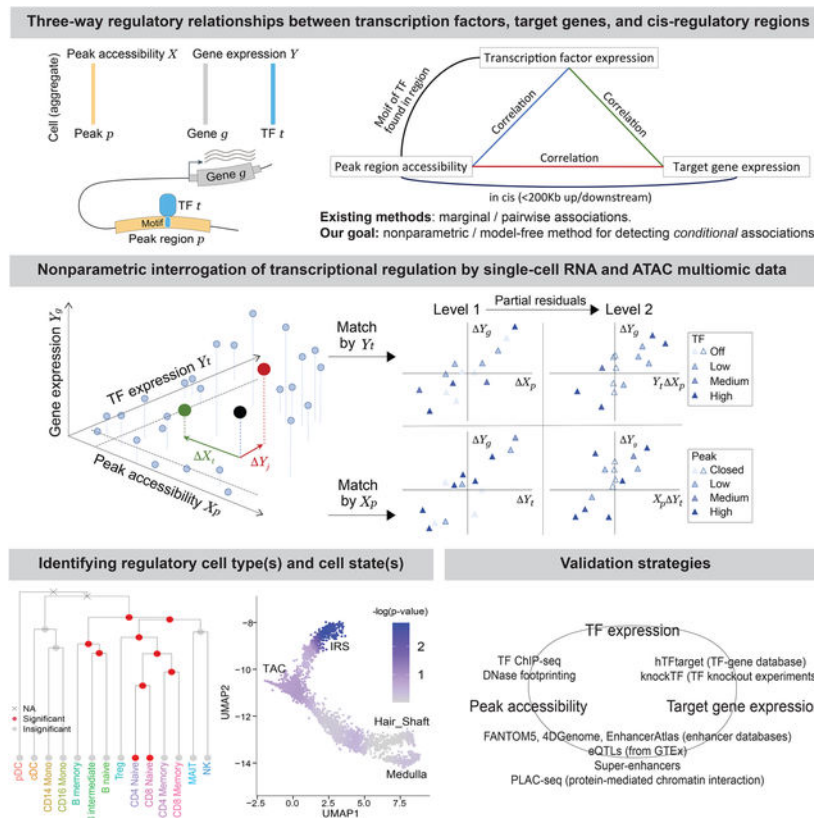 Three-way regulatory relationships between transcription factors, target genes, and cis-regulatory regions
Peak accessibility X
Gene expression Y
Cell (aggregate)
Peak p
Gene g
TF t
Gene g
TF t
Motif
Peak region p
Transcription factor expression
Moif of TF
found in region
Correlation
Correlation
Peak region accessibility
Correlation
Target gene expression
in cis (<200Kb up/downstream)
Existing methods: marginal / pairwise associations.
Our goal: nonparametric / model-free method for detecting conditional associations
Nonparametric interrogation of transcriptional regulation by single-cell RNA and ATAC multiomic data
Gene expression Yg
TF expression Yt
Peak accessibility Xp
ΔXt
ΔYj
Match
by Yt
Match
by Xp
Level 1
Partial residuals
Level 2
ΔYg
ΔXp
ΔYg
YtΔXp
TF
Off
Low
Medium
High
ΔYg
ΔYt
ΔYg
XpΔYt
Peak
Closed
Low
Medium
High
Identifying regulatory cell type(s) and cell state(s)
NA
Significant
Insignificant
pDC
cDC
CD14 Mono
CD16 Mono
B memory
intermediate
B naive
Treg
CD4 Naive
CD8 Naive
CD4 Memory
CD8 Memory
MAIT
NK
UMAP2
-8
-10
-12
-14
-2.5
0.0
2.5
5.0
7.5
UMAP1
-log(p-value)
2
1
IRS
TAC
Hair_Shaft
Medulla
Validation strategies
TF expression
TF ChIP-seq
DNase footprinting
hTFtarget (TF-gene database)
knockTF (TF knockout experiments
Peak accessibility
Target gene expression
FANTOM5, 4DGenome, EnhancerAtlas (enhancer databases)
eQTLs (from GTEx)
Super-enhancers
PLAC-seq (protein-mediated chromatin interaction)